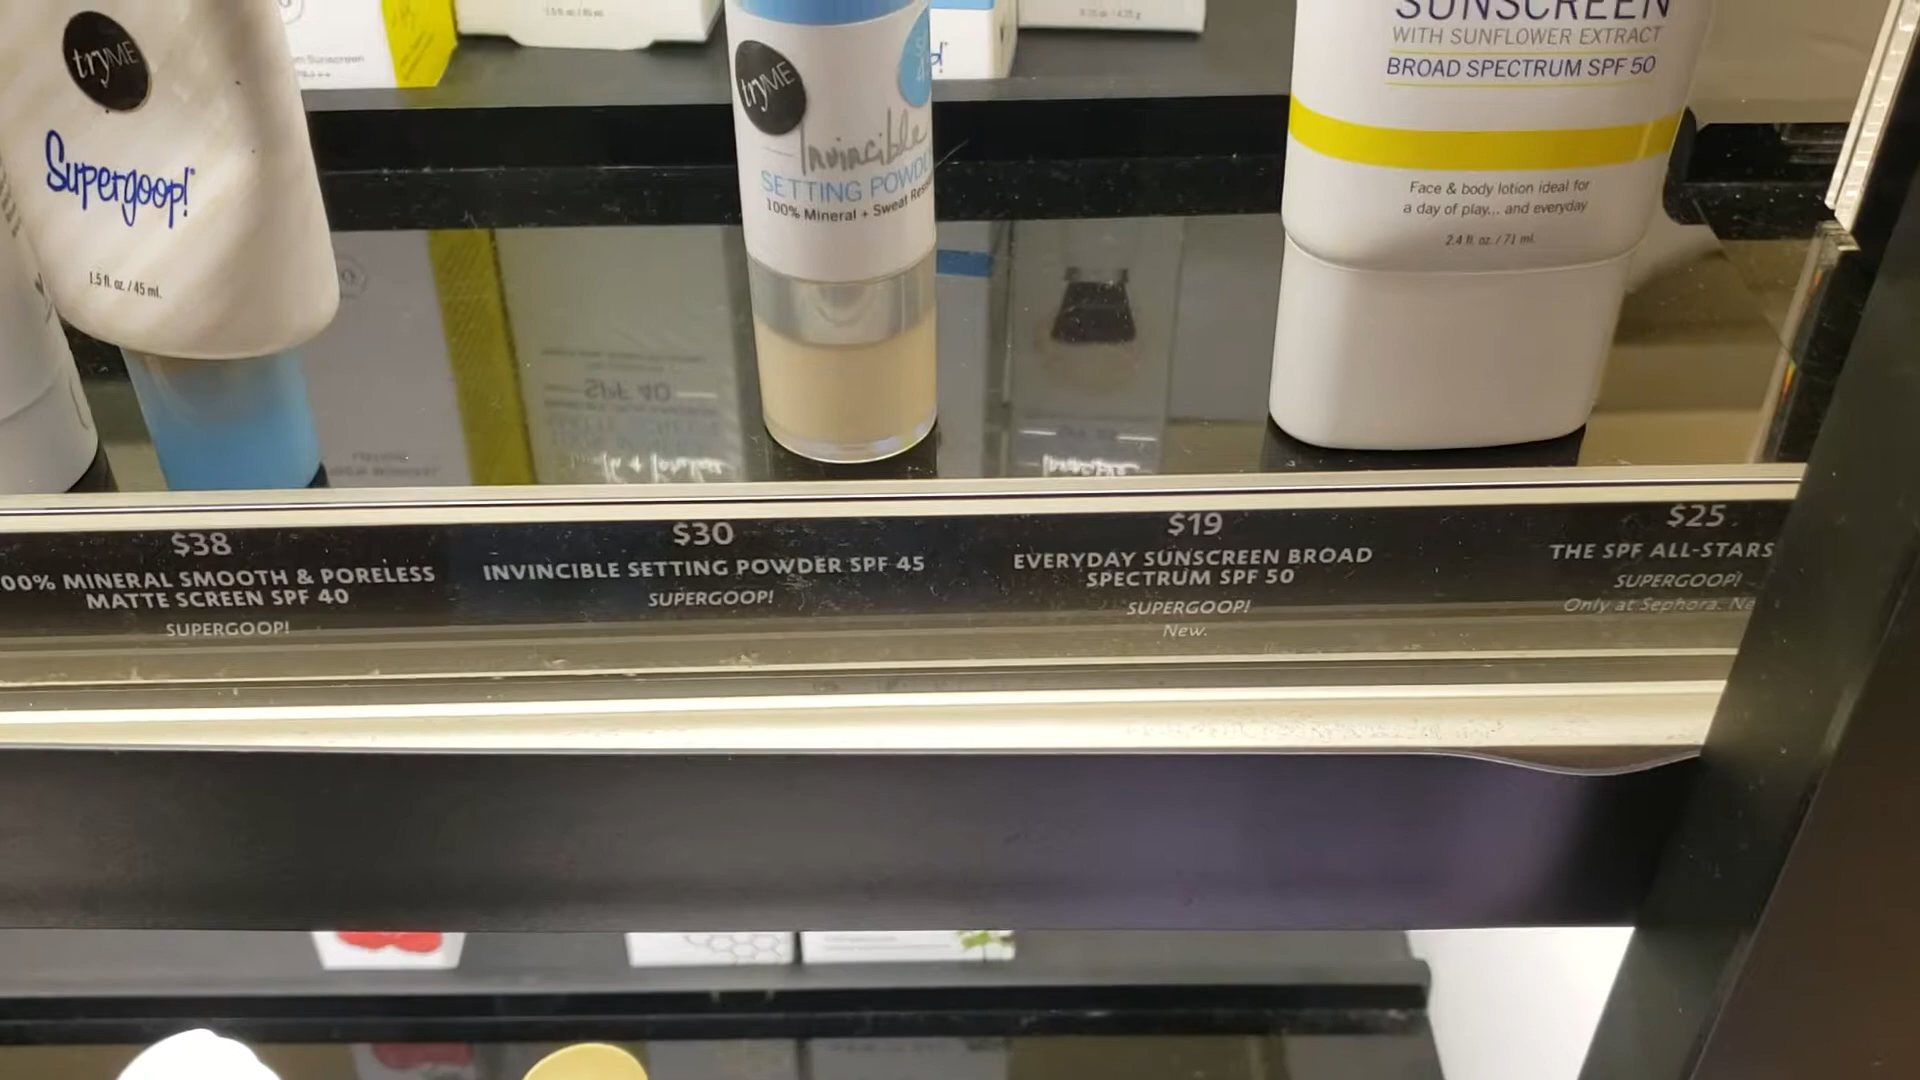 tryME
Supergoop!
1.5 fl. oz. / 45 ml.
tryME
Invincible
SETTING POWD
100% Mineral + Sweat Res
SUNSCREEN
WITH SUNFLOWER EXTRACT
BROAD SPECTRUM SPF 50
Face & body lotion ideal for
a day of play... and everyday
2.4 fl. oz. / 71 ml.
$38
00% MINERAL SMOOTH & PORELESS
MATTE SCREEN SPF 40
SUPERGOOP!
$30
INVINCIBLE SETTING POWDER SPF 45
SUPERGOOP!
$19
EVERYDAY SUNSCREEN BROAD
SPECTRUM SPF 50
SUPERGOOP!
New.
$25
THE SPF ALL-STARS
SUPERGOOP!
Only at Sephora. Ne